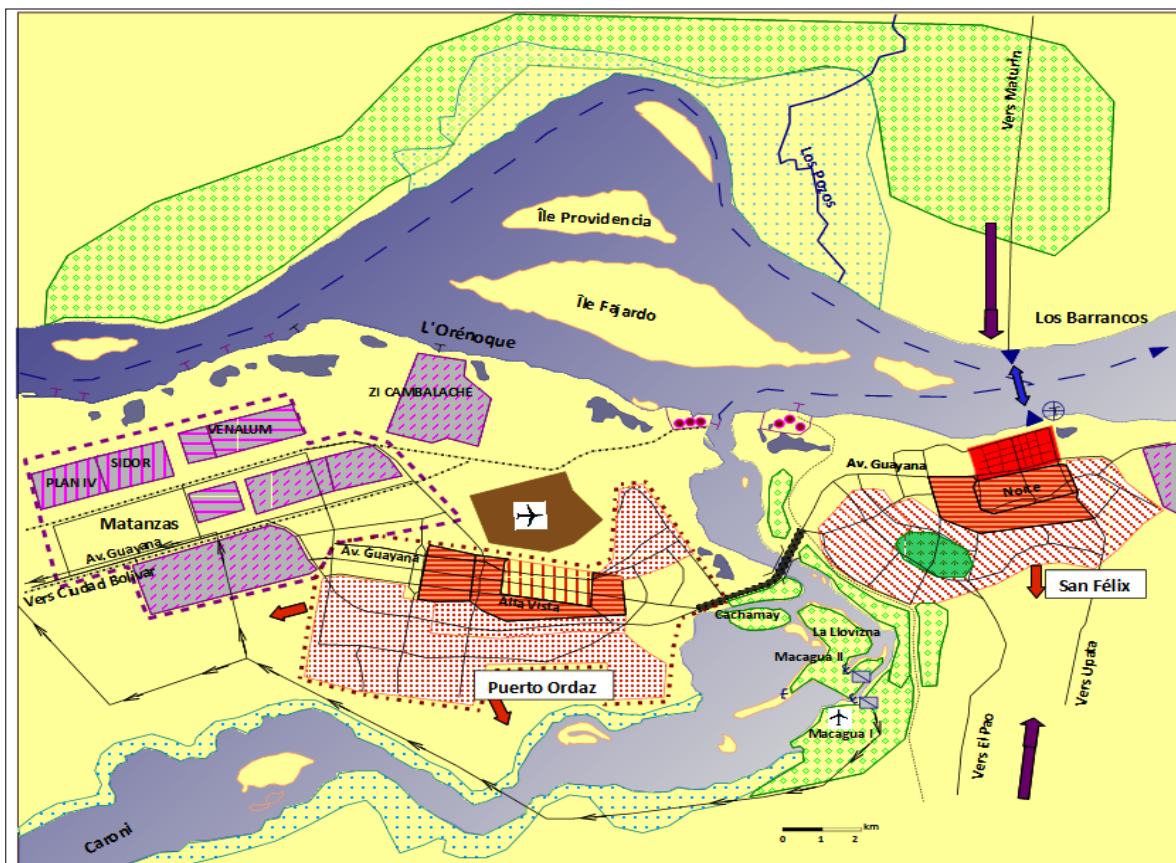 Vers Maturin
Los Pozos
Île Providencia
Île Fajardo
Los Barrancos
L'Orénoque
ZI CAMBALACHE
VENALUM
SIDOR
PLAN IV
Av. Guayana
Norte
Matanzas
Av. Guayana
Av. Guayana
Vers Ciudad Bolivar
San Félix
Alta Vista
Cachamay
La Llovizna
Macagua II
Puerto Ordaz
Vers Upata
Macagua I
Vers El Pao
Caroni
km
0 1 2